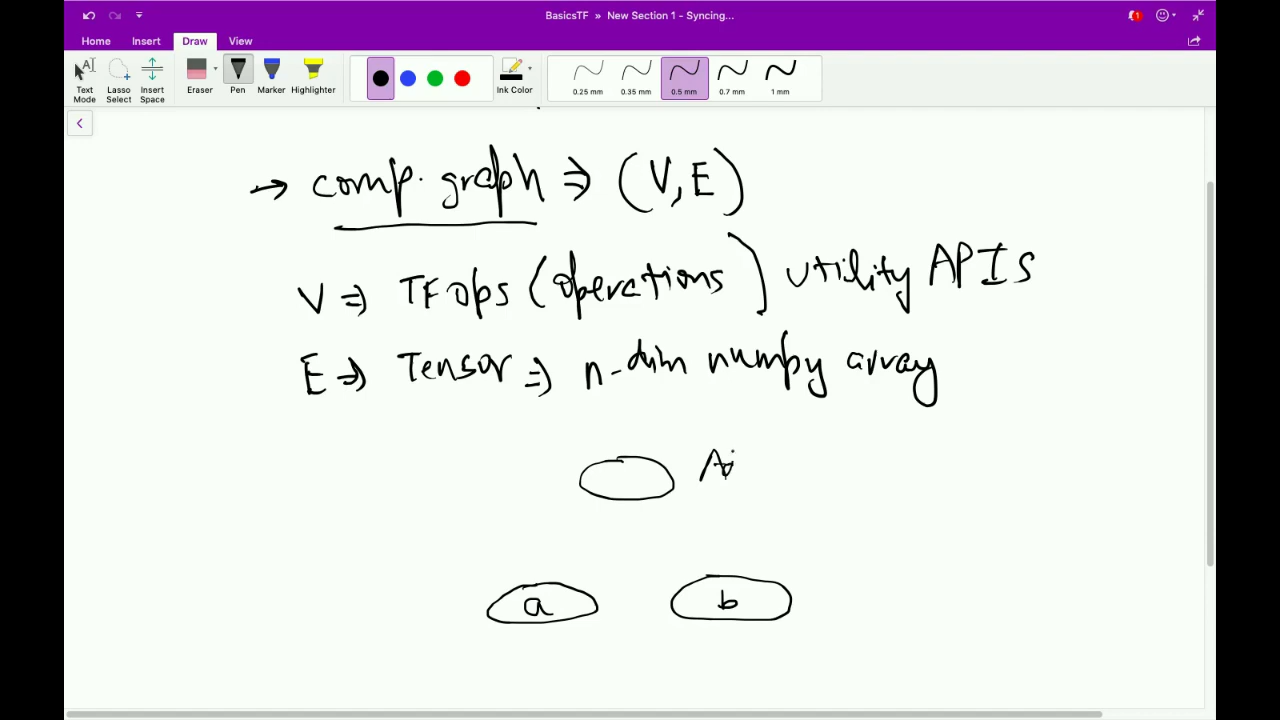 BasicsTF » New Section 1 - Syncing...
1
Home Insert Draw View
Text Mode
Lasso Select
Insert Space
Eraser
Pen
Marker
Highlighter
Ink Color
0.25 mm
0.35 mm
0.5 mm
0.7 mm
1 mm
→ comp. graph ⇒ (V, E)
V ⇒ TF ops (operations) utility APIs
E ⇒ Tensor ⇒ n-dim numpy array
a b